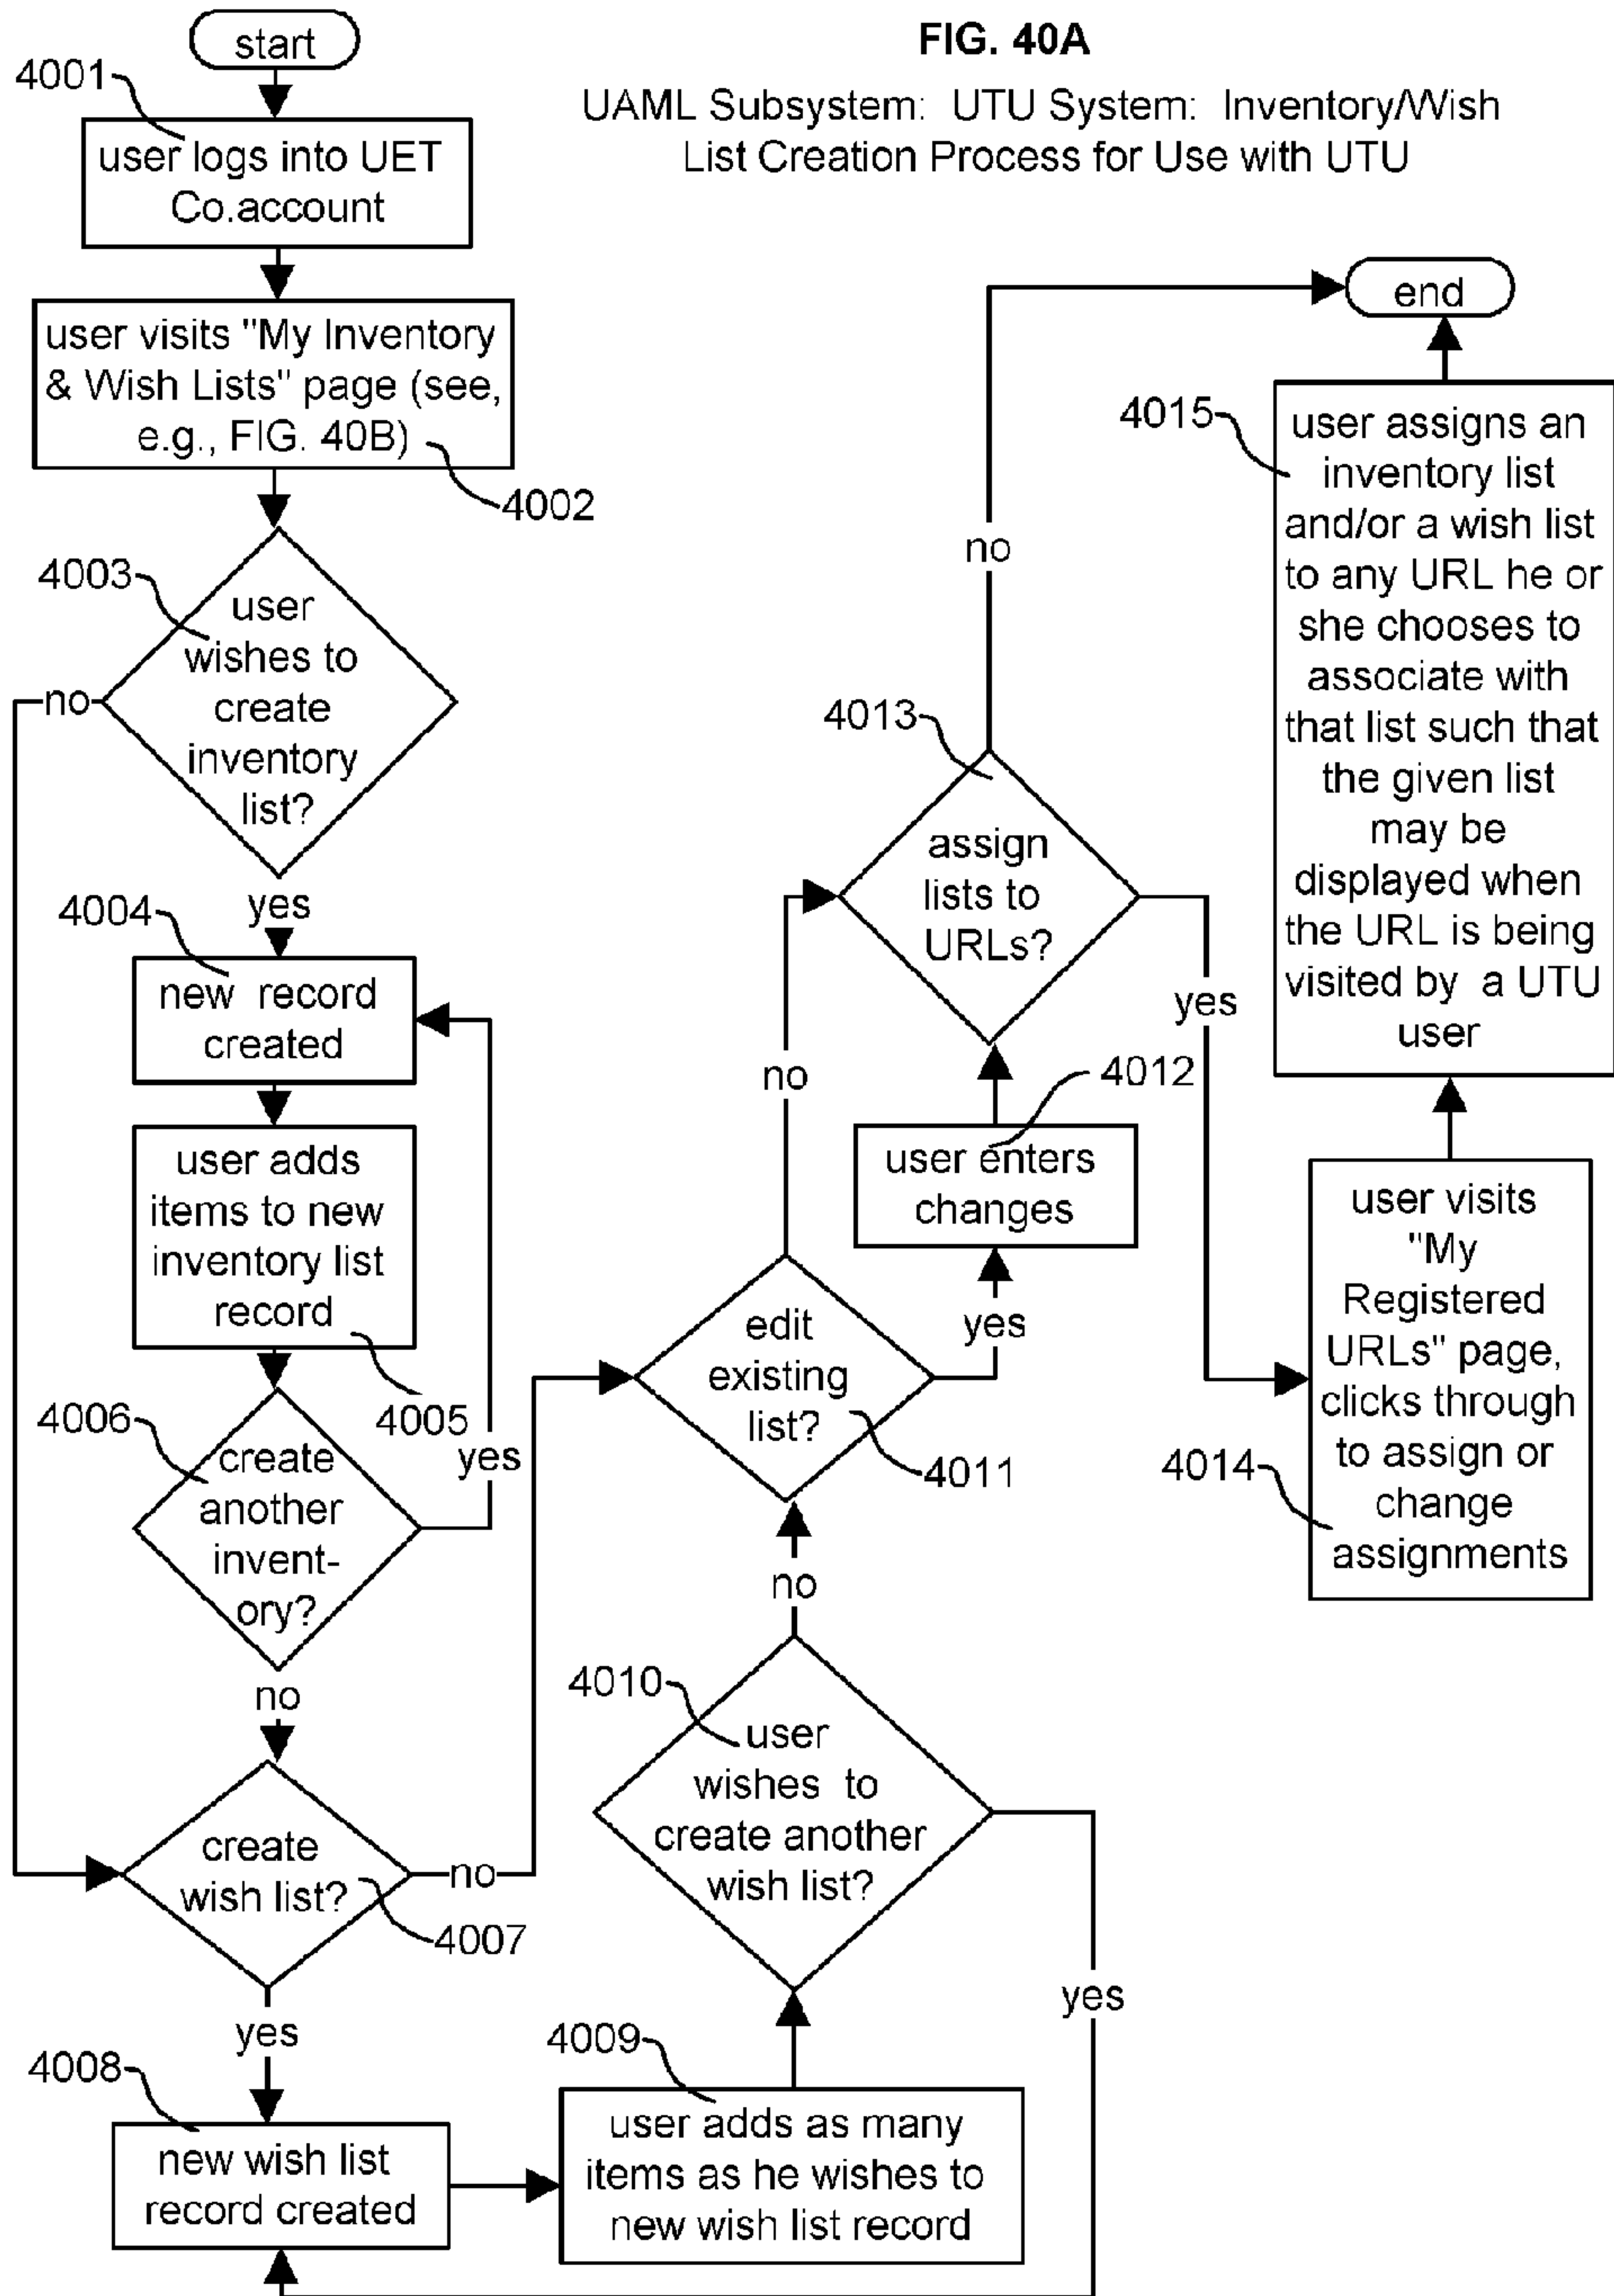 FIG. 40A
UAML Subsystem: UTU System: Inventory/Wish
List Creation Process for Use with UTU
start
4001
user logs into UET
Co.account
user visits "My Inventory
& Wish Lists" page (see,
e.g., FIG. 40B)
4002
4003
user
wishes to
create
inventory
list?
no
yes
4004
new record
created
user adds
items to new
inventory list
record
4005
4006
create
another
invent-
ory?
yes
no
create
wish list?
4007
no
yes
4008
new wish list
record created
4009
user adds as many
items as he wishes to
new wish list record
4010
user
wishes to
create another
wish list?
yes
no
edit
existing
list?
4011
no
yes
4012
user enters
changes
4013
assign
lists to
URLs?
no
yes
4014
user visits
"My
Registered
URLs" page,
clicks through
to assign or
change
assignments
4015
user assigns an
inventory list
and/or a wish list
to any URL he or
she chooses to
associate with
that list such that
the given list
may be
displayed when
the URL is being
visited by a UTU
user
end